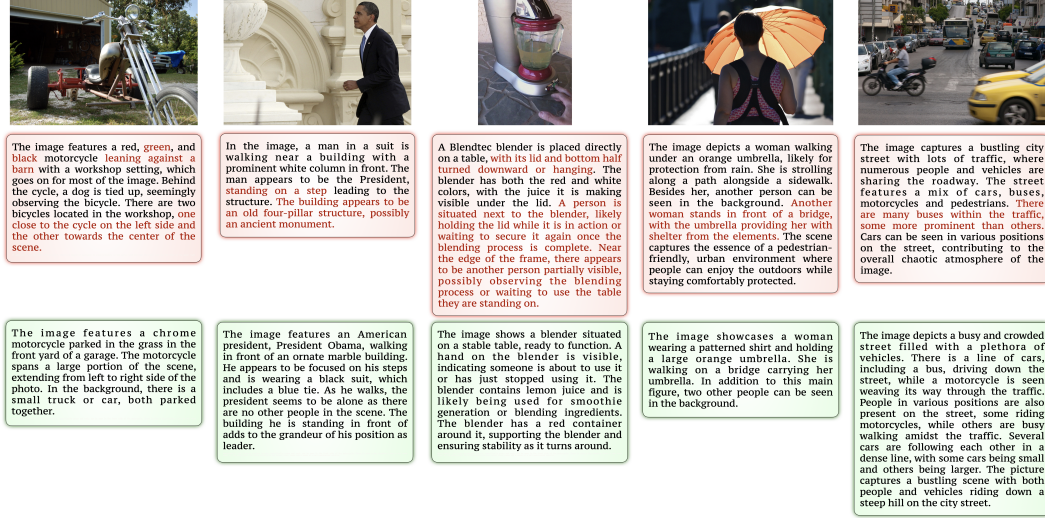 The image features a red, green, and
black motorcycle leaning against a
barn with a workshop setting, which
goes on for most of the image. Behind
the cycle, a dog is tied up, seemingly
observing the bicycle. There are two
bicycles located in the workshop, one
close to the cycle on the left side and
the other towards the center of the
scene.
In the image, a man in a suit is
walking near a building with a
prominent white column in front. The
man appears to be the President,
standing on a step leading to the
structure. The building appears to be
an old four-pillar structure, possibly
an ancient monument.
A Blendtec blender is placed directly
on a table, with its lid and bottom half
turned downward or hanging. The
blender has both the red and white
colors, with the juice it is making
visible under the lid. A person is
situated next to the blender, likely
holding the lid while it is in action or
waiting to secure it again once the
blending process is complete. Near
the edge of the frame, there appears
to be another person partially visible,
possibly observing the blending
process or waiting to use the table
they are standing on.
The image depicts a woman walking
under an orange umbrella, likely for
protection from rain. She is strolling
along a path alongside a sidewalk.
Besides her, another person can be
seen in the background. Another
woman stands in front of a bridge,
with the umbrella providing her with
shelter from the elements. The scene
captures the essence of a pedestrian-
friendly, urban environment where
people can enjoy the outdoors while
staying comfortably protected.
The image captures a bustling city
street with lots of traffic, where
numerous people and vehicles are
sharing the roadway. The street
features a mix of cars, buses,
motorcycles and pedestrians. There
are many buses within the traffic,
some more prominent than others.
Cars can be seen in various positions
on the street, contributing to the
overall chaotic atmosphere of the
image.
The image features a chrome
motorcycle parked in the grass in the
front yard of a garage. The motorcycle
spans a large portion of the scene,
extending from left to right side of the
photo. In the background, there is a
small truck or car, both parked
together.
The image features an American
president, President Obama, walking
in front of an ornate marble building.
He appears to be focused on his steps
and is wearing a black suit, which
includes a blue tie. As he walks, the
president seems to be alone as there
are no other people in the scene. The
building he is standing in front of
adds to the grandeur of his position as
leader.
The image shows a blender situated
on a stable table, ready to function. A
hand on the blender is visible,
indicating someone is about to use it
or has just stopped using it. The
blender contains lemon juice and is
likely being used for smoothie
generation or blending ingredients.
The blender has a red container
around it, supporting the blender and
ensuring stability as it turns around.
The image showcases a woman
wearing a patterned shirt and holding
a large orange umbrella. She is
walking on a bridge carrying her
umbrella. In addition to this main
figure, two other people can be seen
in the background.
The image depicts a busy and crowded
street filled with a plethora of
vehicles. There is a line of cars,
including a bus, driving down the
street, while a motorcycle is seen
weaving its way through the traffic.
People in various positions are also
present on the street, some riding
motorcycles, while others are busy
walking amidst the traffic. Several
cars are following each other in a
dense line, with some cars being small
and others being larger. The picture
captures a bustling scene with both
people and vehicles riding down a
steep hill on the city street.